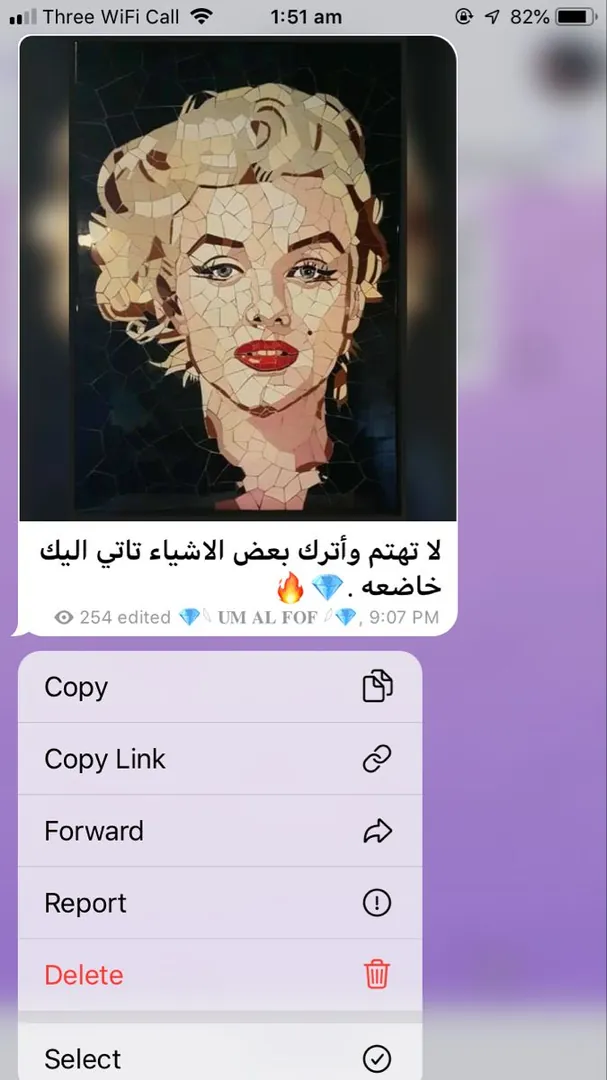 Three WiFi Call 1:51 am 82%
لا تهتم وأترك بعض الاشياء تاتي اليك
خاضعه .💎🔥
254 edited 💎 𝐔𝐌 𝐀𝐋 𝐅𝐎𝐅 💎, 9:07 PM
Copy
Copy Link
Forward
Report
Delete
Select